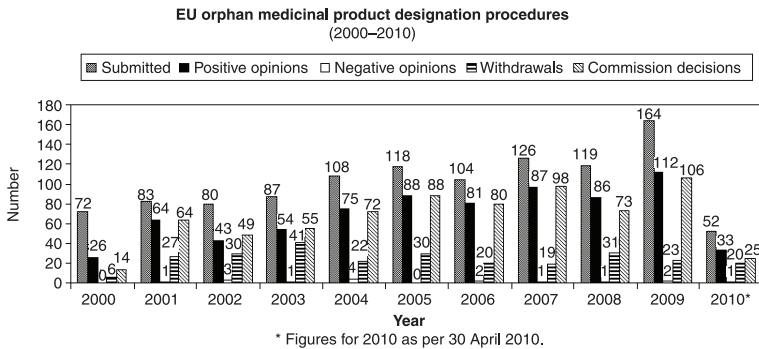 EU orphan medicinal product designation procedures
(2000–2010)
Submitted Positive opinions Negative opinions Withdrawals Commission decisions
Number
180
160
140
120
100
80
60
40
20
0
72 26 0 6 14
83 64 1 27 64
80 43 3 30 49
87 54 1 41 55
108 75 4 22 72
118 88 0 30 88
104 81 2 20 80
126 87 1 19 98
119 86 1 31 73
164 112 2 23 106
52 33 1 20 25
2000 2001 2002 2003 2004 2005 2006 2007 2008 2009 2010*
Year
* Figures for 2010 as per 30 April 2010.